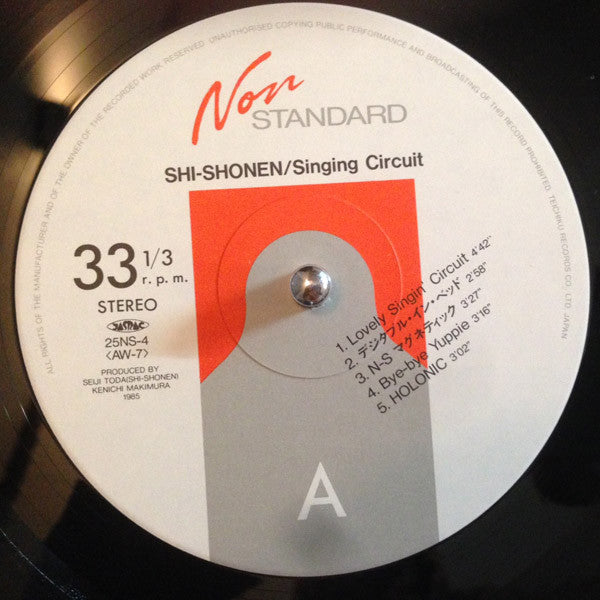 ALL RIGHTS OF THE MANUFACTURER AND OF THE OWNER OF THE RECORDED WORK RESERVED. UNAUTHORISED COPYING PUBLIC PERFORMANCE AND BROADCASTING OF THIS RECORD PROHIBITED. TEICHIKU RECORDS CO., LTD. JAPAN
Non
STANDARD
SHI-SHONEN/Singing Circuit
33 1/3
r.p.m.
STEREO
JASRAC
25NS-4
〈AW-7〉
PRODUCED BY
SEIJI TODA(SHI-SHONEN)
KENICHI MAKIMURA
1985
1. Lovely Singin' Circuit 4'42"
2. デジタブル・イン・ベッド 2'58"
3. N-S マグネティック 3'27"
4. Bye-bye Yuppie 3'16"
5. HOLONIC 3'02"
A